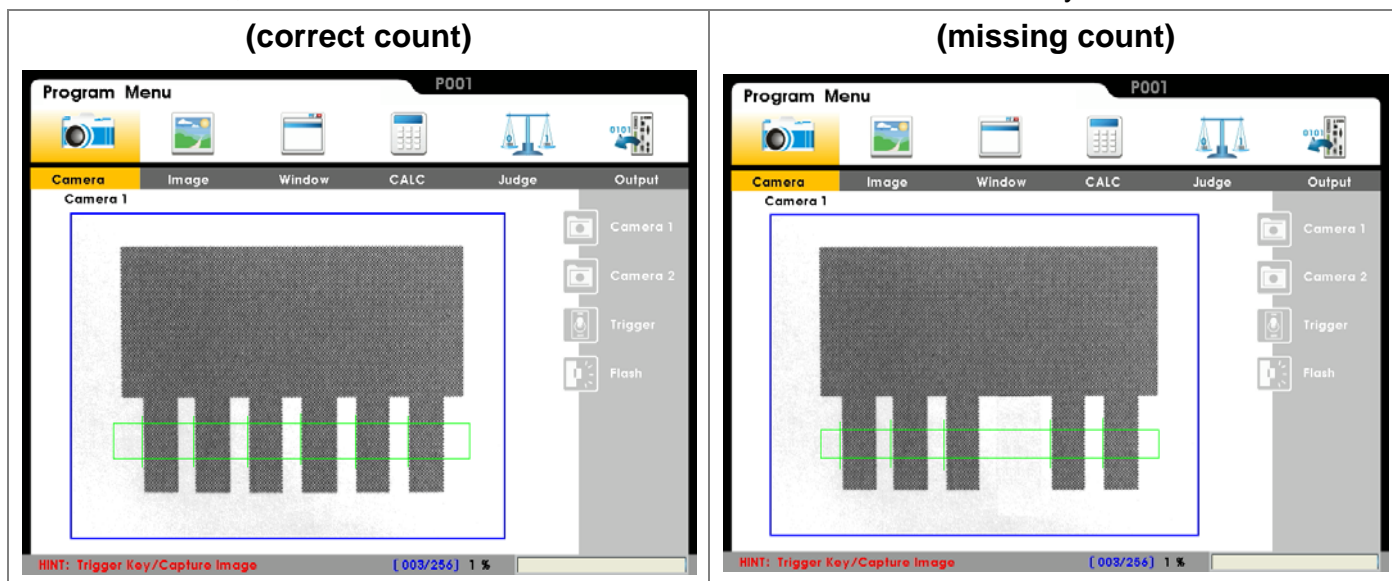 (correct count)
Program Menu
P001
0101
Camera Image Window CALC Judge Output
Camera 1
Camera 1
Camera 2
Trigger
Flash
HINT: Trigger Key/Capture Image (003/256) 1 %
(missing count)
Program Menu
P001
0101
Camera Image Window CALC Judge Output
Camera 1
Camera 1
Camera 2
Trigger
Flash
HINT: Trigger Key/Capture Image (003/256) 1 %